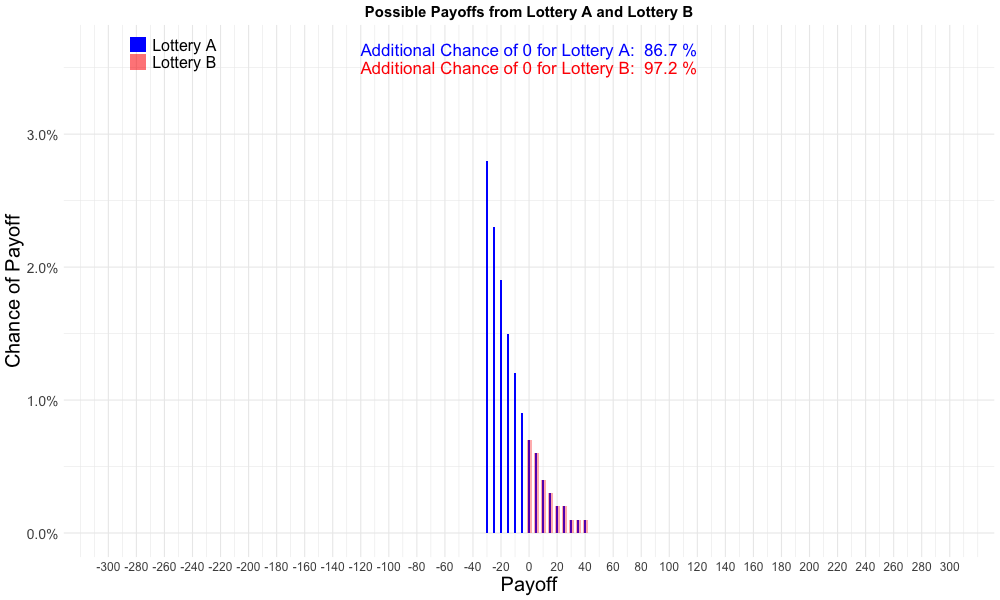 Possible Payoffs from Lottery A and Lottery B
Lottery A
Lottery B
Additional Chance of 0 for Lottery A: 86.7 %
Additional Chance of 0 for Lottery B: 97.2 %
Chance of Payoff
3.0%
2.0%
1.0%
0.0%
-300 -280 -260 -240 -220 -200 -180 -160 -140 -120 -100 -80 -60 -40 -20 0 20 40 60 80 100 120 140 160 180 200 220 240 260 280 300
Payoff